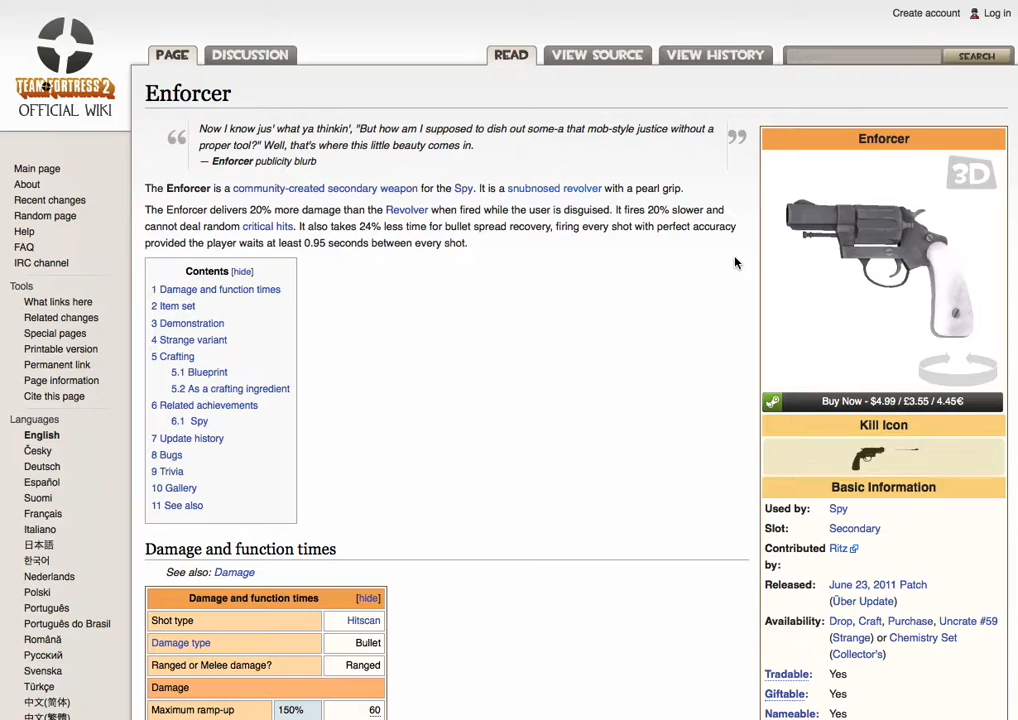 Create account Log in
TEAM FORTRESS 2
OFFICIAL WIKI
PAGE DISCUSSION READ VIEW SOURCE VIEW HISTORY SEARCH
Main page
About
Recent changes
Random page
Help
FAQ
IRC channel
Tools
What links here
Related changes
Special pages
Printable version
Permanent link
Page information
Cite this page
Languages
English
Česky
Deutsch
Español
Suomi
Français
Italiano
日本語
한국어
Nederlands
Polski
Português
Português do Brasil
Română
Русский
Svenska
Türkçe
中文(简体)
中文(繁體)
Enforcer
“ Now I know jus' what ya thinkin', "But how am I supposed to dish out some-a that mob-style justice without a ”
proper tool?" Well, that's where this little beauty comes in.
— Enforcer publicity blurb
The Enforcer is a community-created secondary weapon for the Spy. It is a snubnosed revolver with a pearl grip.
The Enforcer delivers 20% more damage than the Revolver when fired while the user is disguised. It fires 20% slower and
cannot deal random critical hits. It also takes 24% less time for bullet spread recovery, firing every shot with perfect accuracy
provided the player waits at least 0.95 seconds between every shot.
Contents [hide]
1 Damage and function times
2 Item set
3 Demonstration
4 Strange variant
5 Crafting
5.1 Blueprint
5.2 As a crafting ingredient
6 Related achievements
6.1 Spy
7 Update history
8 Bugs
9 Trivia
10 Gallery
11 See also
Damage and function times
See also: Damage
Damage and function times [hide]
Shot type Hitscan
Damage type Bullet
Ranged or Melee damage? Ranged
Damage
Maximum ramp-up 150% 60
Enforcer
3D
Buy Now - $4.99 / £3.55 / 4.45€
Kill Icon
Basic Information
Used by: Spy
Slot: Secondary
Contributed Ritz
by:
Released: June 23, 2011 Patch
(Über Update)
Availability: Drop, Craft, Purchase, Uncrate #59
(Strange) or Chemistry Set
(Collector's)
Tradable: Yes
Giftable: Yes
Nameable: Yes